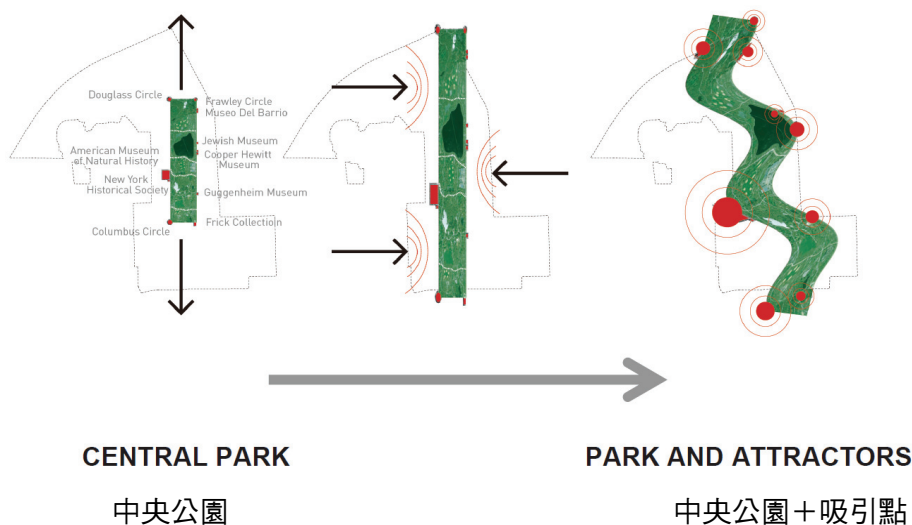 Douglass Circle
Frawley Circle
Museo Del Barrio
Jewish Museum
American Museum
of Natural History
Cooper Hewitt
Museum
New York
Historical Society
Guggenheim Museum
Frick Collection
Columbus Circle
CENTRAL PARK
PARK AND ATTRACTORS
中央公園
中央公園＋吸引點